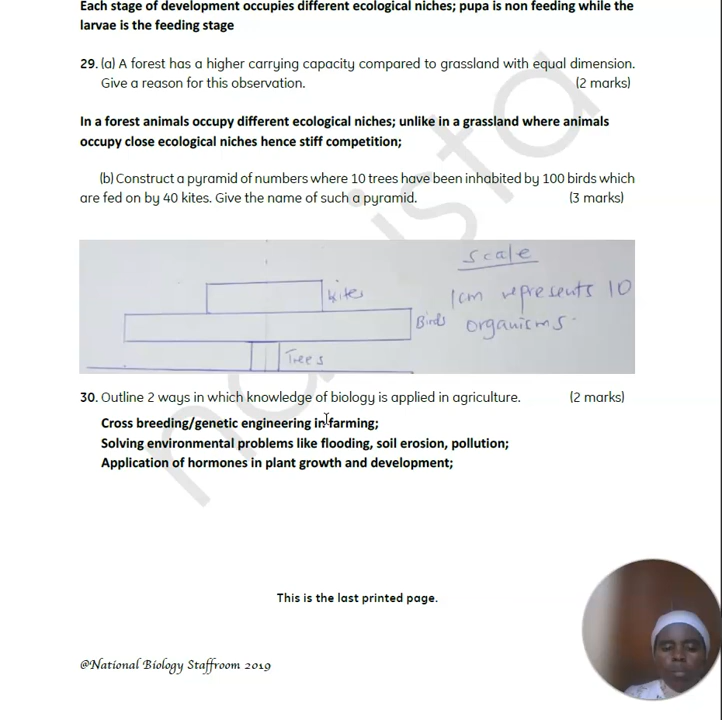 Each stage of development occupies different ecological niches; pupa is non feeding while the
larvae is the feeding stage
29. (a) A forest has a higher carrying capacity compared to grassland with equal dimension.
Give a reason for this observation. (2 marks)
In a forest animals occupy different ecological niches; unlike in a grassland where animals
occupy close ecological niches hence stiff competition;
(b) Construct a pyramid of numbers where 10 trees have been inhabited by 100 birds which
are fed on by 40 kites. Give the name of such a pyramid. (3 marks)
Scale
Kites 1cm represents 10
Birds organisms.
Trees
30. Outline 2 ways in which knowledge of biology is applied in agriculture. (2 marks)
Cross breeding/genetic engineering in farming;
Solving environmental problems like flooding, soil erosion, pollution;
Application of hormones in plant growth and development;
This is the last printed page.
@National Biology Staffroom 2019